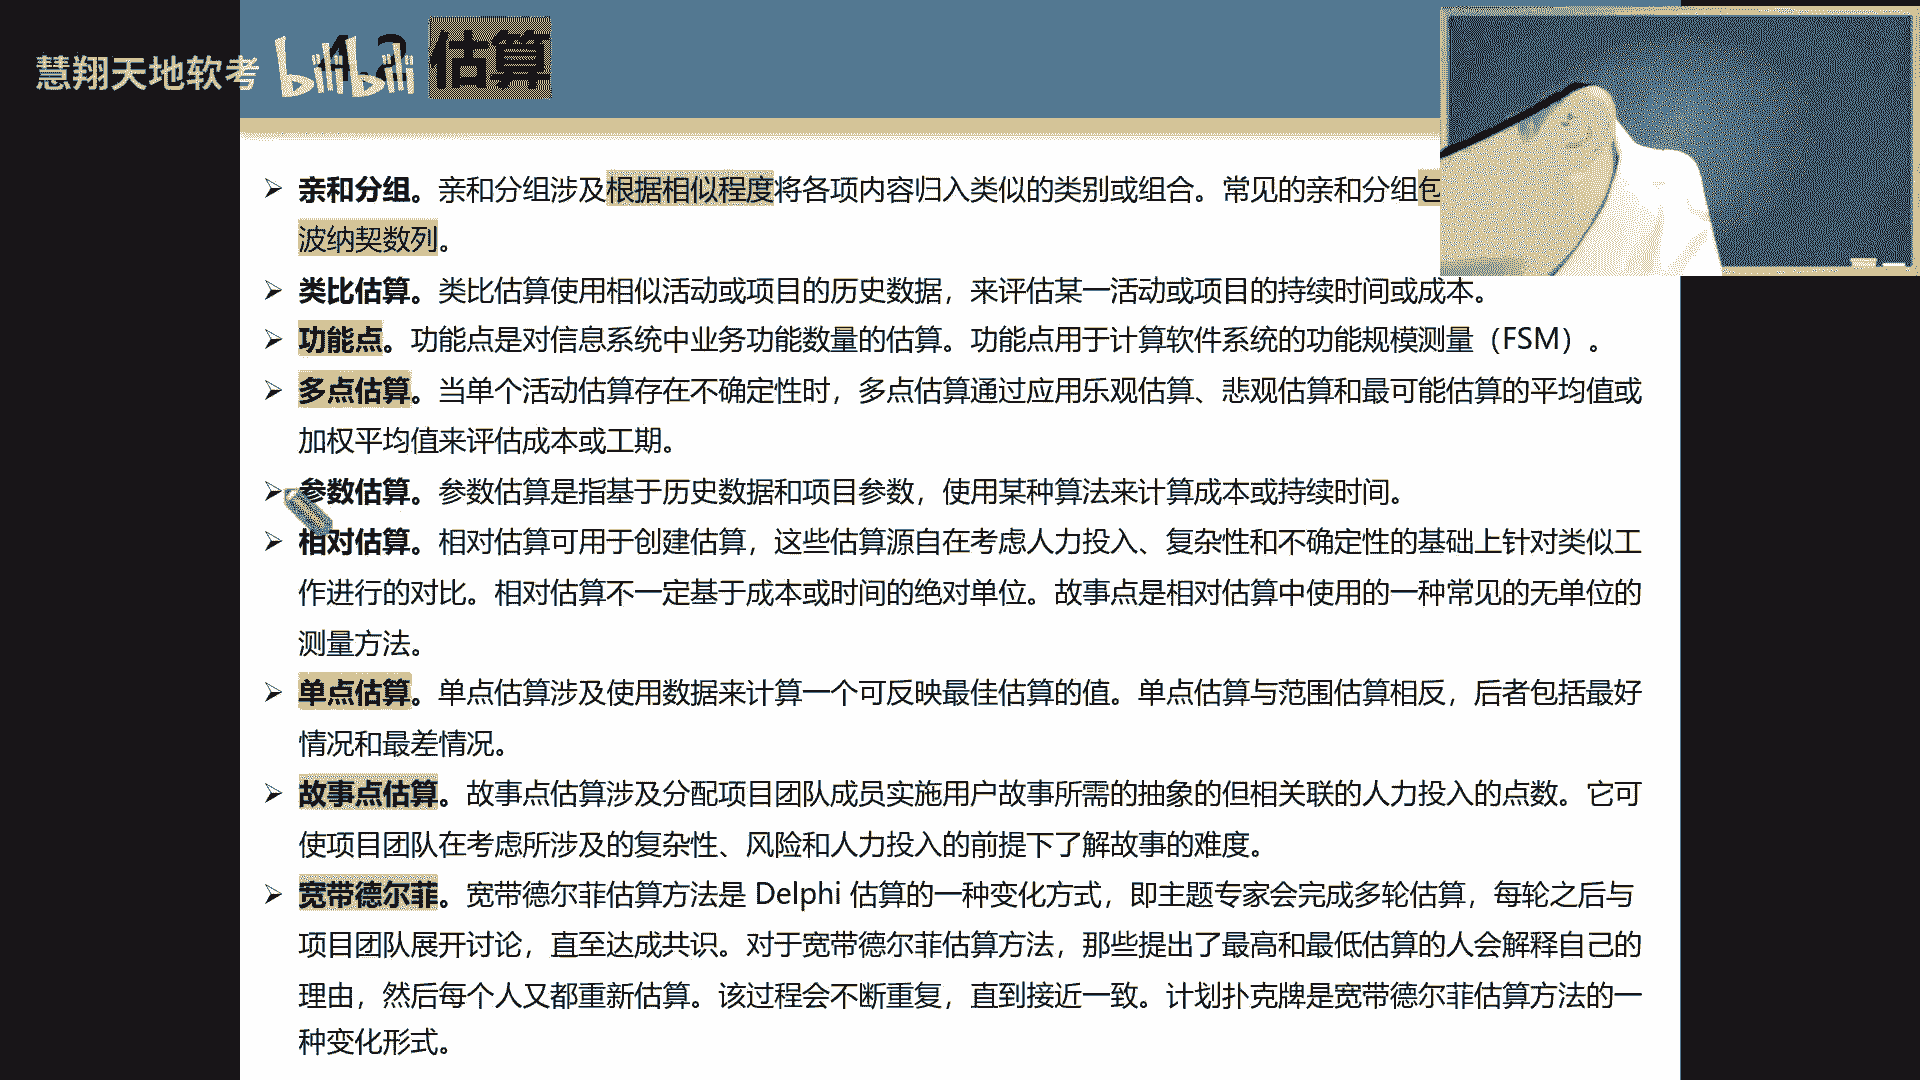 慧翔天地软考
bilibili
4.2 估算
亲和分组。亲和分组涉及根据相似程度将各项内容归入类似的类别或组合。常见的亲和分组包
波纳契数列。
类比估算。类比估算使用相似活动或项目的历史数据，来评估某一活动或项目的持续时间或成本。
功能点。功能点是对信息系统中业务功能数量的估算。功能点用于计算软件系统的功能规模测量（FSM）。
多点估算。当单个活动估算存在不确定性时，多点估算通过应用乐观估算、悲观估算和最可能估算的平均值或
加权平均值来评估成本或工期。
参数估算。参数估算是指基于历史数据和项目参数，使用某种算法来计算成本或持续时间。
相对估算。相对估算可用于创建估算，这些估算源自在考虑人力投入、复杂性和不确定性的基础上针对类似工
作进行的对比。相对估算不一定基于成本或时间的绝对单位。故事点是相对估算中使用的一种常见的无单位的
测量方法。
单点估算。单点估算涉及使用数据来计算一个可反映最佳估算的值。单点估算与范围估算相反，后者包括最好
情况和最差情况。
故事点估算。故事点估算涉及分配项目团队成员实施用户故事所需的抽象的但相关联的人力投入的点数。它可
使项目团队在考虑所涉及的复杂性、风险和人力投入的前提下了解故事的难度。
宽带德尔菲。宽带德尔菲估算方法是 Delphi 估算的一种变化方式，即主题专家会完成多轮估算，每轮之后与
项目团队展开讨论，直至达成共识。对于宽带德尔菲估算方法，那些提出了最高和最低估算的人会解释自己的
理由，然后每个人又都重新估算。该过程会不断重复，直到接近一致。计划扑克牌是宽带德尔菲估算方法的一
种变化形式。